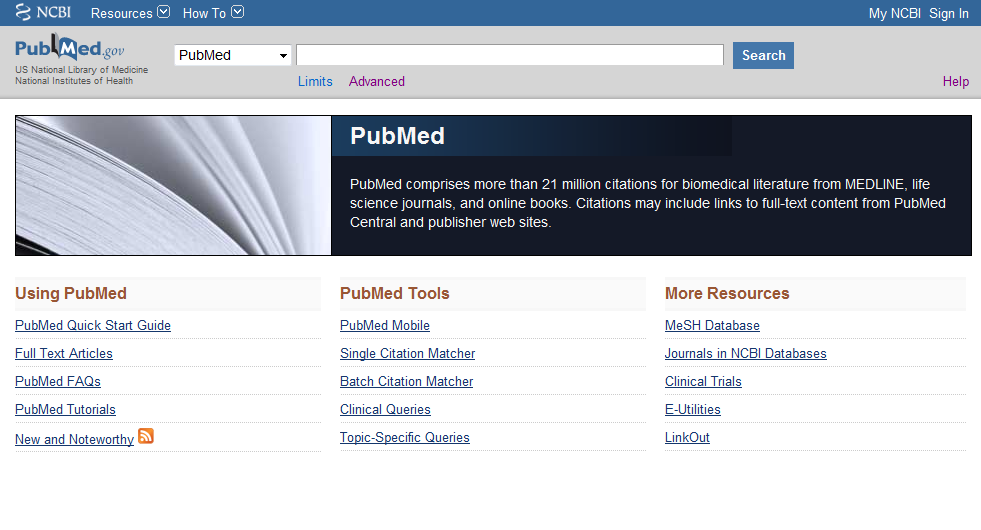 NCBI Resources How To My NCBI Sign In
PubMed.gov
US National Library of Medicine
National Institutes of Health
PubMed
Search
Limits Advanced
Help
PubMed
PubMed comprises more than 21 million citations for biomedical literature from MEDLINE, life
science journals, and online books. Citations may include links to full-text content from PubMed
Central and publisher web sites.
Using PubMed
PubMed Quick Start Guide
Full Text Articles
PubMed FAQs
PubMed Tutorials
New and Noteworthy
PubMed Tools
PubMed Mobile
Single Citation Matcher
Batch Citation Matcher
Clinical Queries
Topic-Specific Queries
More Resources
MeSH Database
Journals in NCBI Databases
Clinical Trials
E-Utilities
LinkOut